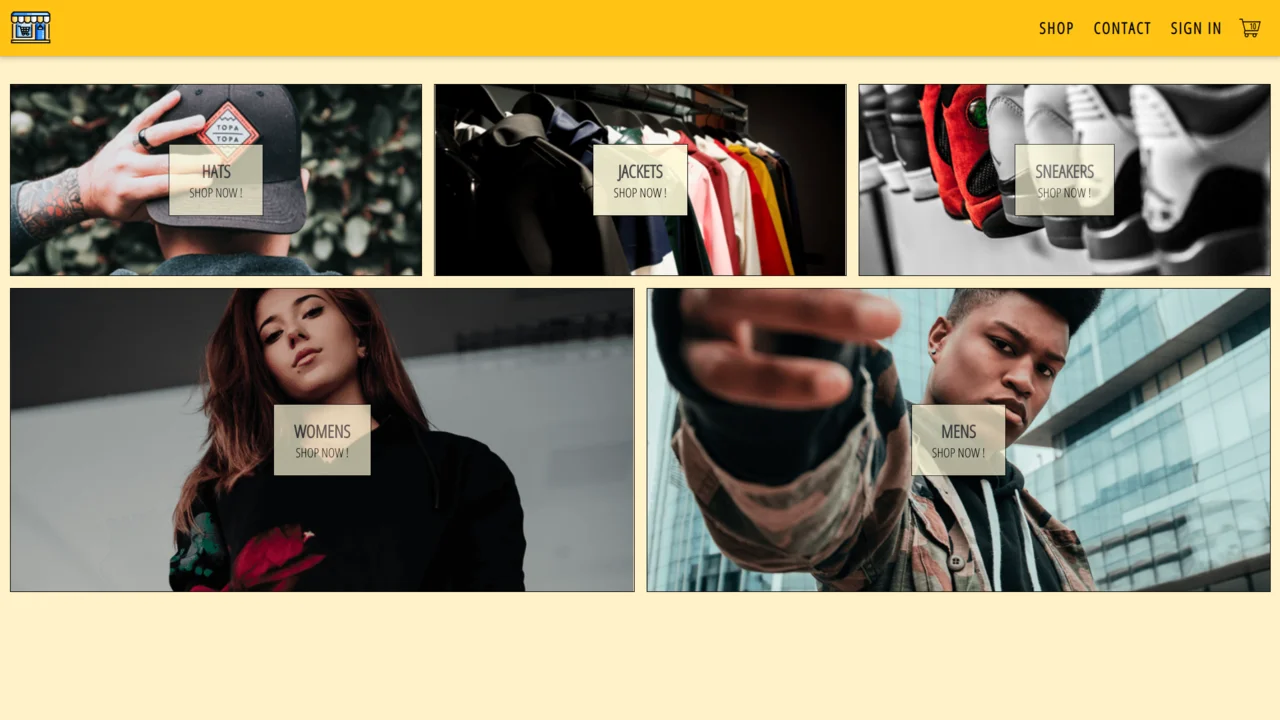 SHOP
CONTACT
SIGN IN
10
TOPA
TOPA
HATS
SHOP NOW !
JACKETS
SHOP NOW !
SNEAKERS
SHOP NOW !
WOMENS
SHOP NOW !
MENS
SHOP NOW !